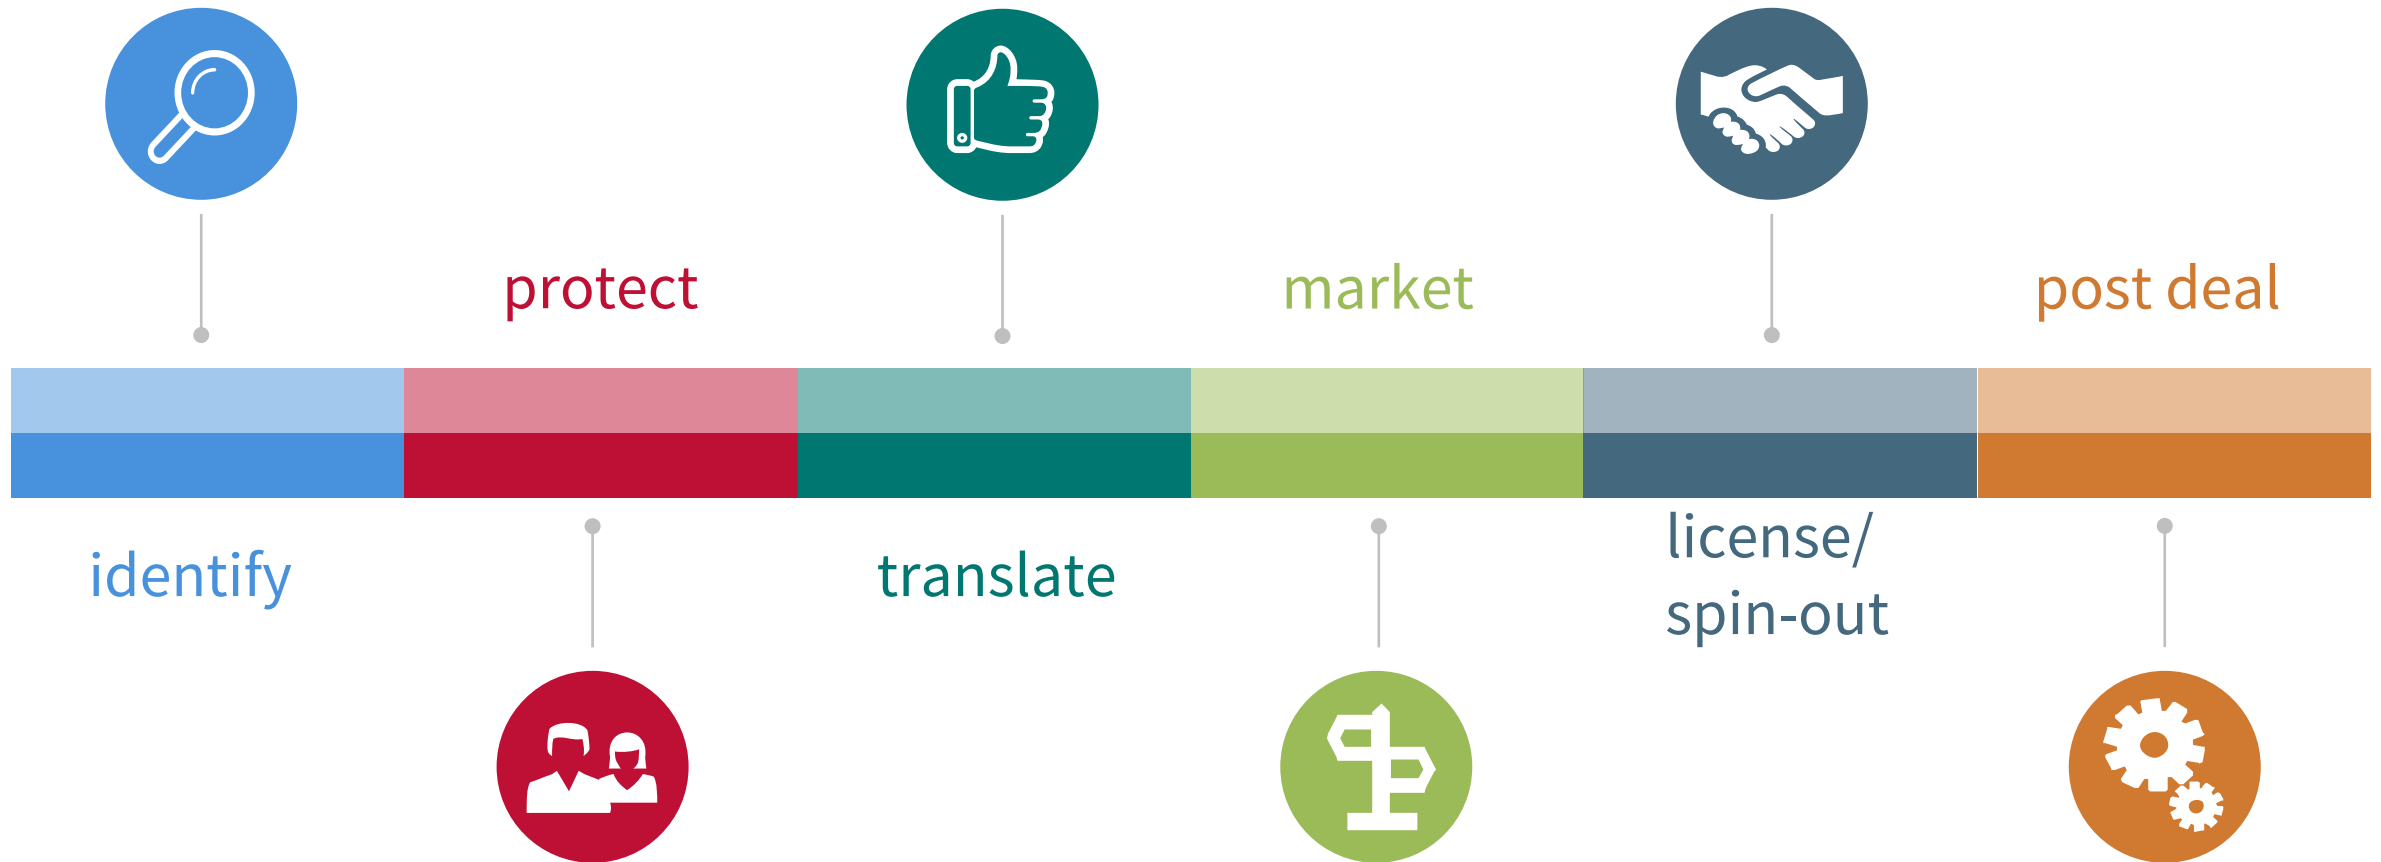 identify
protect
translate
market
license/
spin-out
post deal